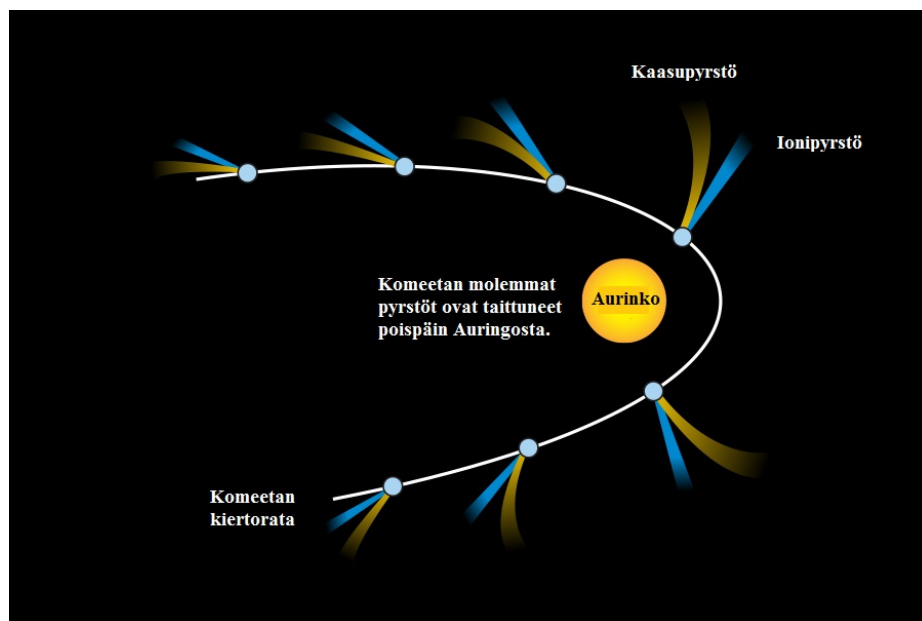 Kaasupyrstö
Ionipyrstö
Komeetan molemmat
pyrstöt ovat taittuneet
poispäin Auringosta.
Aurinko
Komeetan
kiertorata